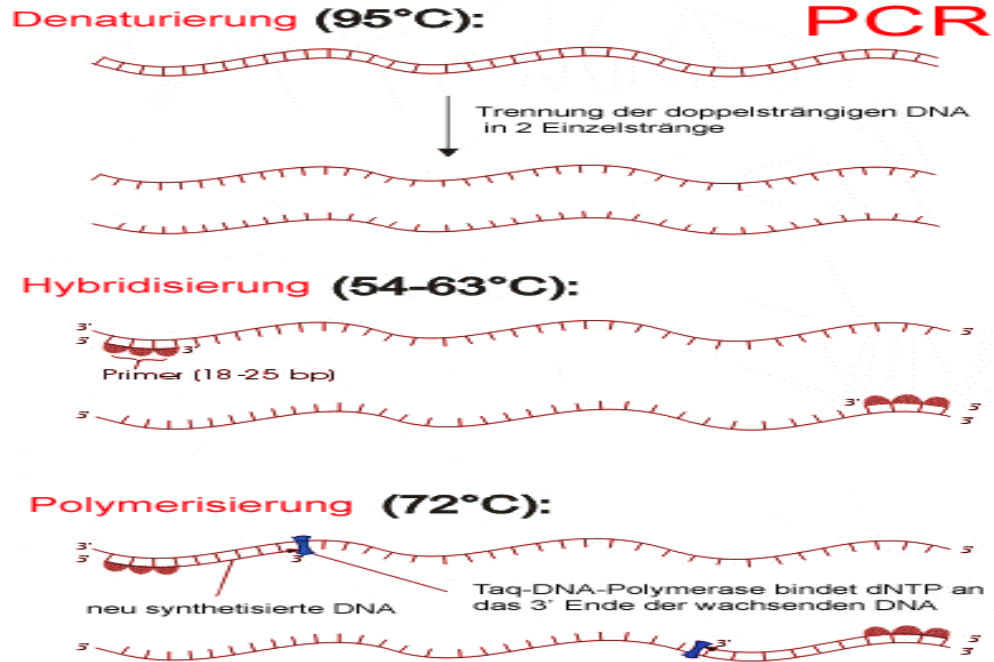 Denaturierung (95°C):
PCR
Trennung der doppelsträngigen DNA
in 2 Einzelstränge
Hybridisierung (54-63°C):
3'
5'
3'
5'
Primer (18-25 bp)
3'
5'
5'
3'
Polymerisierung (72°C):
3'
5'
3'
5'
neu synthetisierte DNA
Taq-DNA-Polymerase bindet dNTP an
das 3' Ende der wachsenden DNA
5'
3'
5'
3'